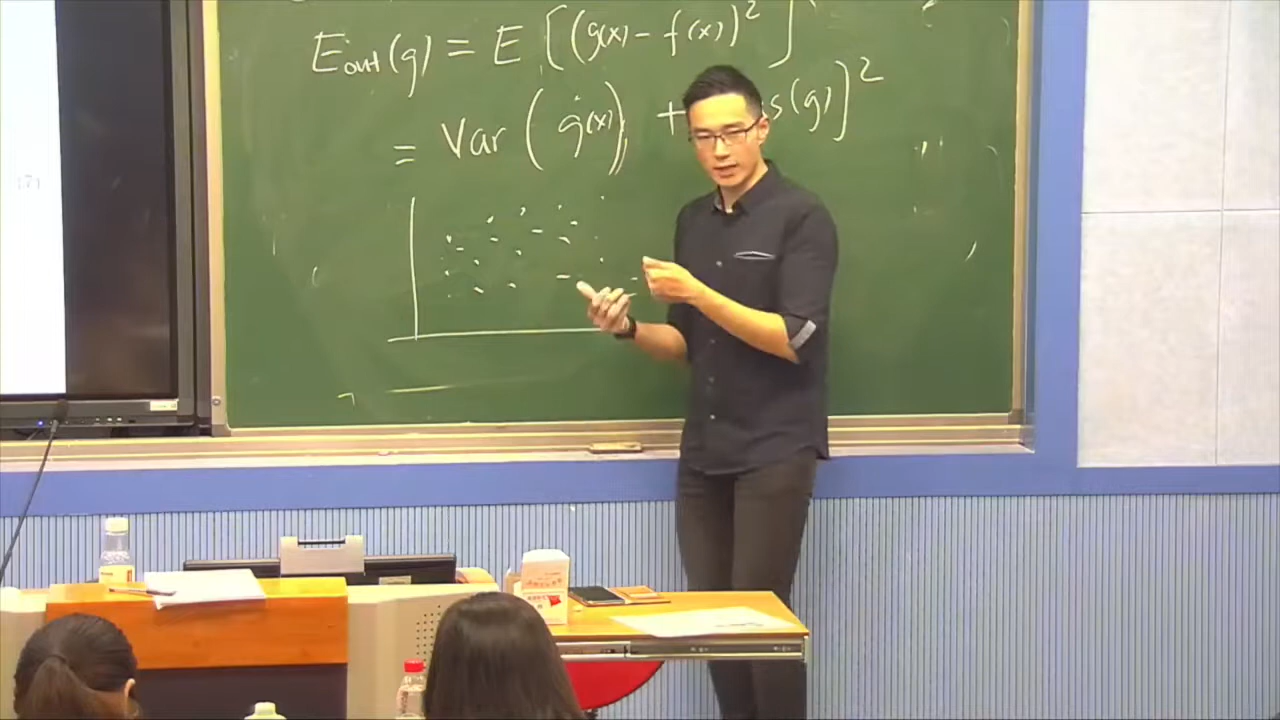 E_out(g) = E [(g(x) - f(x))^2]
= Var (g(x)) + s(g)]^2